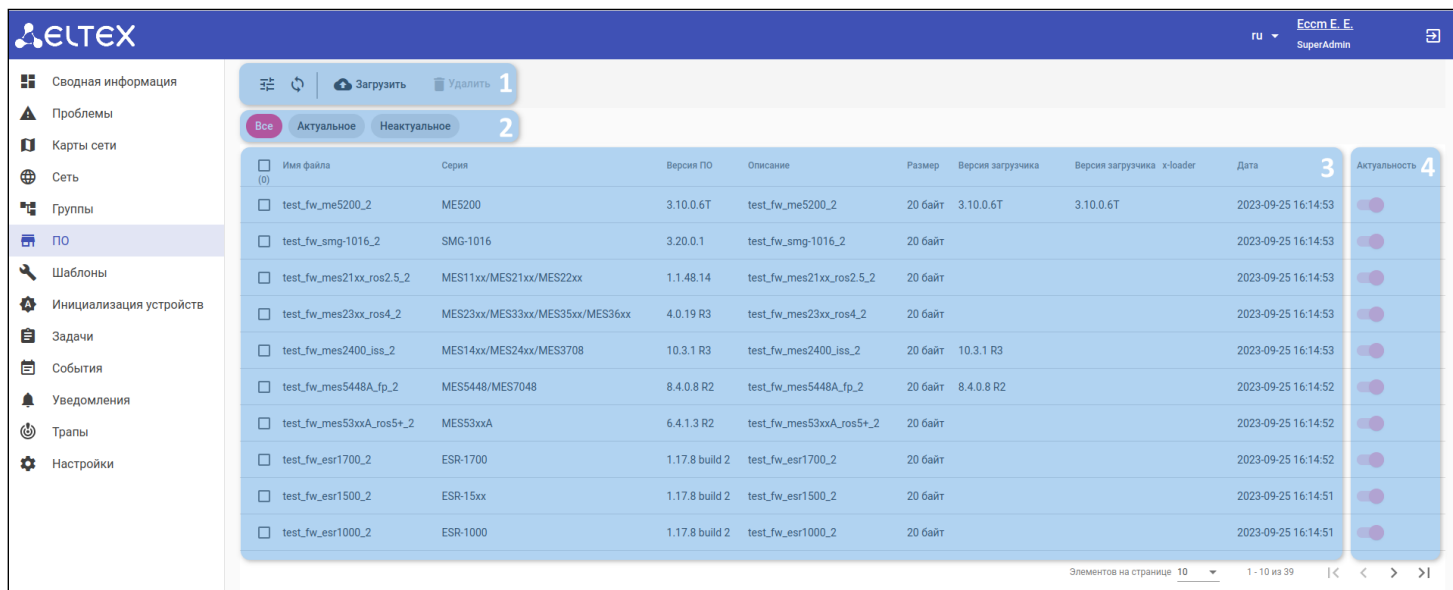 ELTEX
ru
Eccm E. E.
SuperAdmin
Сводная информация
Проблемы
Карты сети
Сеть
Группы
ПО
Шаблоны
Инициализация устройств
Задачи
События
Уведомления
Трапы
Настройки
Загрузить Удалить 1
Все Актуальное Неактуальное 2
(0) Имя файла Серия Версия ПО Описание Размер Версия загрузчика Версия загрузчика x-loader Дата 3 Актуальность 4
test_fw_me5200_2 ME5200 3.10.0.6T test_fw_me5200_2 20 байт 3.10.0.6T 3.10.0.6T 2023-09-25 16:14:53
test_fw_smg-1016_2 SMG-1016 3.20.0.1 test_fw_smg-1016_2 20 байт 2023-09-25 16:14:53
test_fw_mes21xx_ros2.5_2 MES11xx/MES21xx/MES22xx 1.1.48.14 test_fw_mes21xx_ros2.5_2 20 байт 2023-09-25 16:14:53
test_fw_mes23xx_ros4_2 MES23xx/MES33xx/MES35xx/MES36xx 4.0.19 R3 test_fw_mes23xx_ros4_2 20 байт 2023-09-25 16:14:53
test_fw_mes2400_iss_2 MES14xx/MES24xx/MES3708 10.3.1 R3 test_fw_mes2400_iss_2 20 байт 10.3.1 R3 2023-09-25 16:14:53
test_fw_mes5448A_fp_2 MES5448/MES7048 8.4.0.8 R2 test_fw_mes5448A_fp_2 20 байт 8.4.0.8 R2 2023-09-25 16:14:52
test_fw_mes53xxA_ros5+_2 MES53xxA 6.4.1.3 R2 test_fw_mes53xxA_ros5+_2 20 байт 2023-09-25 16:14:52
test_fw_esr1700_2 ESR-1700 1.17.8 build 2 test_fw_esr1700_2 20 байт 2023-09-25 16:14:52
test_fw_esr1500_2 ESR-15xx 1.17.8 build 2 test_fw_esr1500_2 20 байт 2023-09-25 16:14:51
test_fw_esr1000_2 ESR-1000 1.17.8 build 2 test_fw_esr1000_2 20 байт 2023-09-25 16:14:51
Элементов на странице 10 1 - 10 из 39